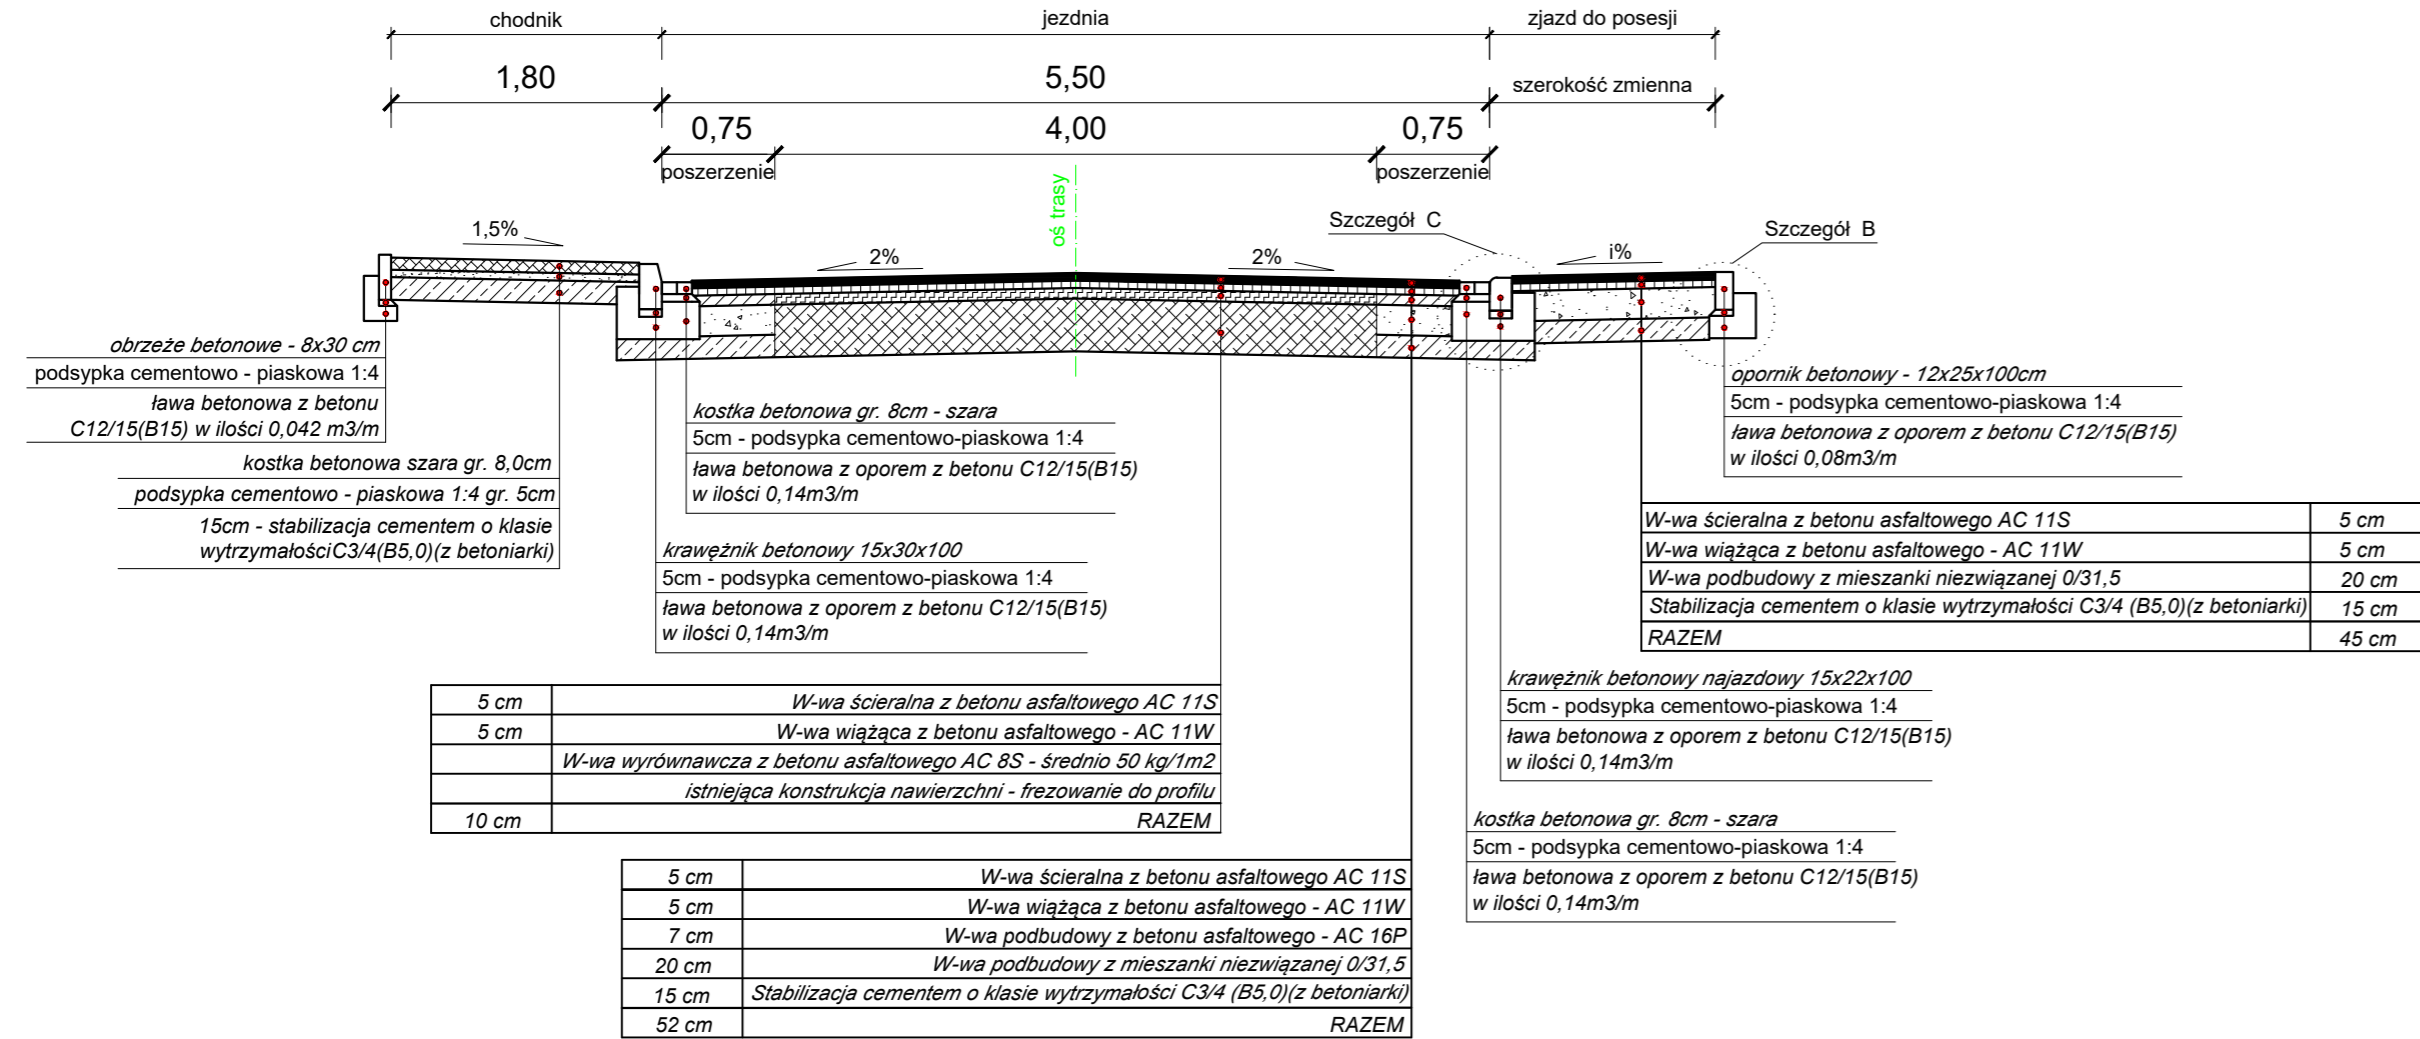 chodnik
jezdnia
zjazd do posesji
1,80
5,50
szerokość zmienna
0,75
4,00
0,75
poszerzenie
poszerzenie
oś trasy
1,5%
2%
2%
Szczegół C
i%
Szczegół B
obrzeże betonowe - 8x30 cm
podsypka cementowo - piaskowa 1:4
ława betonowa z betonu
C12/15(B15) w ilości 0,042 m3/m
kostka betonowa szara gr. 8,0cm
podsypka cementowo - piaskowa 1:4 gr. 5cm
15cm - stabilizacja cementem o klasie
wytrzymałościC3/4(B5,0)(z betoniarki)
kostka betonowa gr. 8cm - szara
5cm - podsypka cementowo-piaskowa 1:4
ława betonowa z oporem z betonu C12/15(B15)
w ilości 0,14m3/m
krawężnik betonowy 15x30x100
5cm - podsypka cementowo-piaskowa 1:4
ława betonowa z oporem z betonu C12/15(B15)
w ilości 0,14m3/m
opornik betonowy - 12x25x100cm
5cm - podsypka cementowo-piaskowa 1:4
ława betonowa z oporem z betonu C12/15(B15)
w ilości 0,08m3/m
W-wa ścieralna z betonu asfaltowego AC 11S 5 cm
W-wa wiążąca z betonu asfaltowego - AC 11W 5 cm
W-wa podbudowy z mieszanki niezwiązanej 0/31,5 20 cm
Stabilizacja cementem o klasie wytrzymałości C3/4 (B5,0)(z betoniarki) 15 cm
RAZEM 45 cm
5 cm W-wa ścieralna z betonu asfaltowego AC 11S
5 cm W-wa wiążąca z betonu asfaltowego - AC 11W
W-wa wyrównawcza z betonu asfaltowego AC 8S - średnio 50 kg/1m2
istniejąca konstrukcja nawierzchni - frezowanie do profilu
10 cm RAZEM
krawężnik betonowy najazdowy 15x22x100
5cm - podsypka cementowo-piaskowa 1:4
ława betonowa z oporem z betonu C12/15(B15)
w ilości 0,14m3/m
kostka betonowa gr. 8cm - szara
5cm - podsypka cementowo-piaskowa 1:4
ława betonowa z oporem z betonu C12/15(B15)
w ilości 0,14m3/m
5 cm W-wa ścieralna z betonu asfaltowego AC 11S
5 cm W-wa wiążąca z betonu asfaltowego - AC 11W
7 cm W-wa podbudowy z betonu asfaltowego - AC 16P
20 cm W-wa podbudowy z mieszanki niezwiązanej 0/31,5
15 cm Stabilizacja cementem o klasie wytrzymałości C3/4 (B5,0)(z betoniarki)
52 cm RAZEM